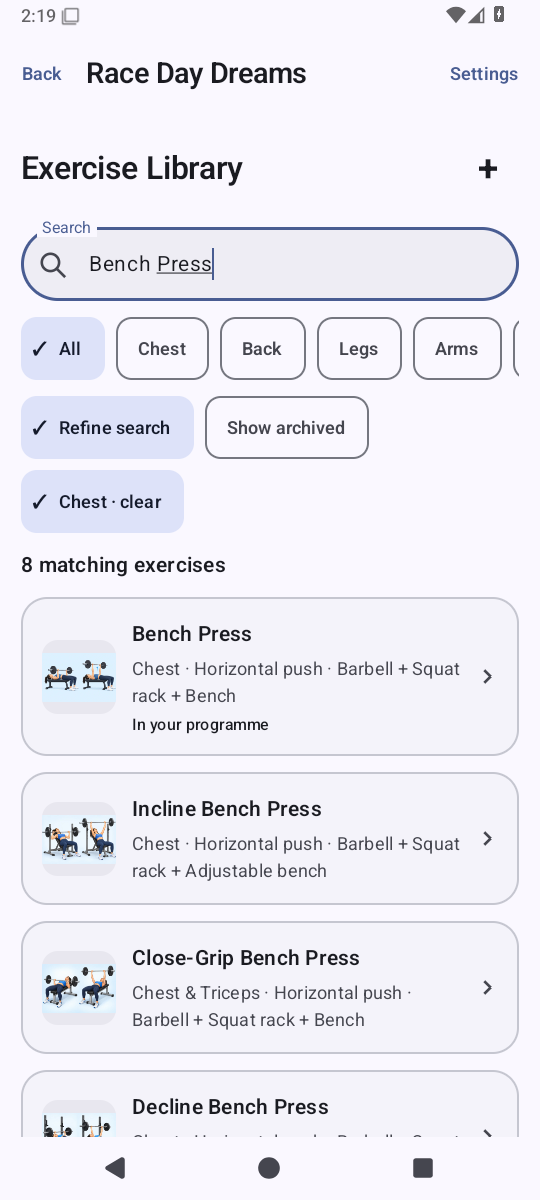 2:19
Back Race Day Dreams Settings
Exercise Library +
Search
Bench Press
✓ All Chest Back Legs Arms
✓ Refine search Show archived
✓ Chest · clear
8 matching exercises
Bench Press
Chest · Horizontal push · Barbell + Squat
rack + Bench
In your programme
Incline Bench Press
Chest · Horizontal push · Barbell + Squat
rack + Adjustable bench
Close-Grip Bench Press
Chest & Triceps · Horizontal push ·
Barbell + Squat rack + Bench
Decline Bench Press